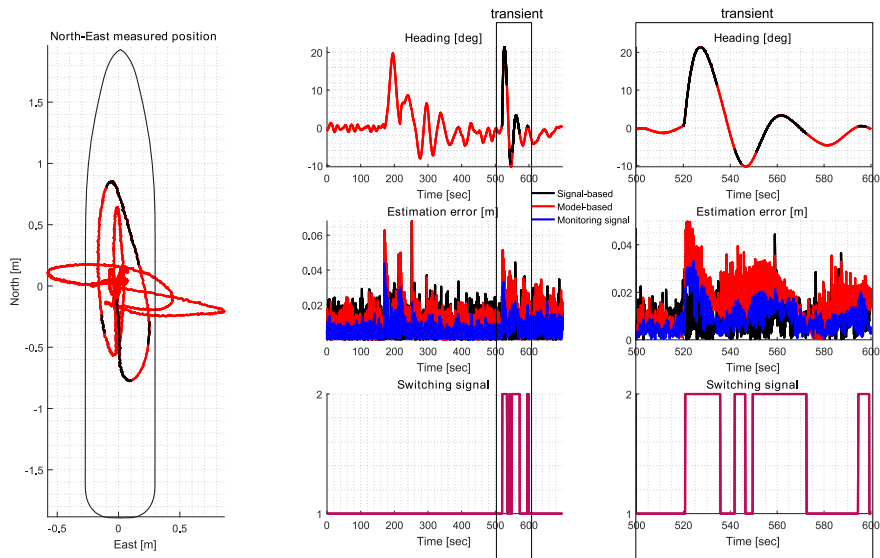 transient
transient
North-East measured position
Heading [deg]
Heading [deg]
20
10
0
-10
0 100 200 300 400 500 600
Time [sec]
20
10
0
-10
500 520 540 560 580 600
Time [sec]
Signal-based
Model-based
Monitoring signal
Estimation error [m]
Estimation error [m]
0.06
0.04
0.02
0 100 200 300 400 500 600
Time [sec]
0.04
0.02
0
500 520 540 560 580 600
Time [sec]
Switching signal
Switching signal
2
1
0 100 200 300 400 500 600
Time [sec]
2
1
500 520 540 560 580 600
Time [sec]
1.5
1
0.5
0
-0.5
-1
-1.5
North [m]
-0.5 0 0.5
East [m]